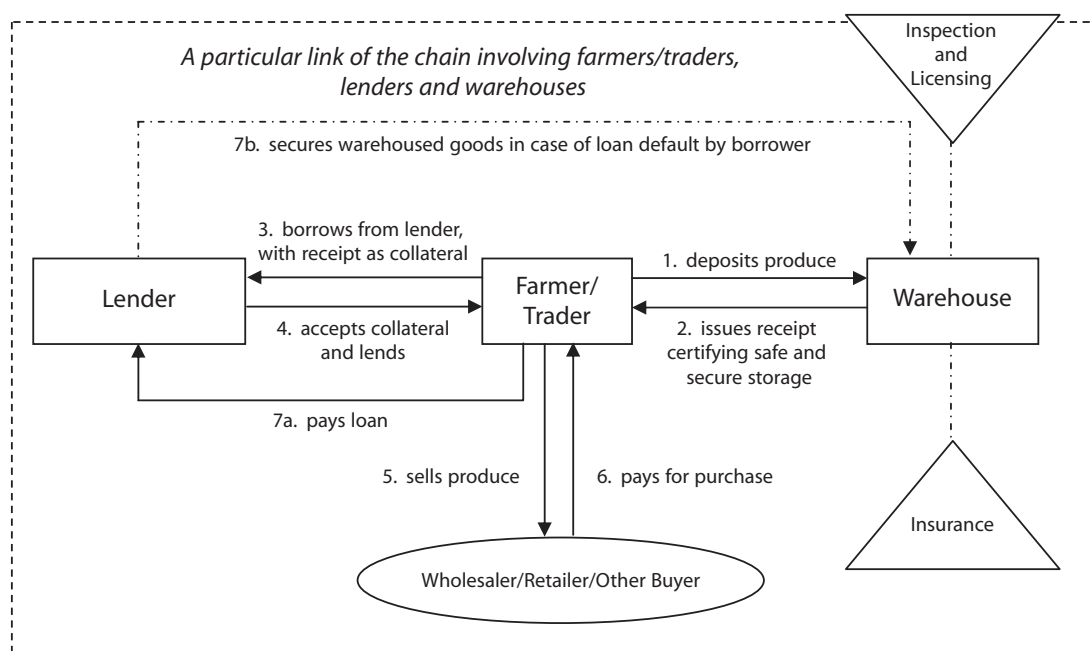 A particular link of the chain involving farmers/traders,
lenders and warehouses
Inspection
and
Licensing
7b. secures warehoused goods in case of loan default by borrower
3. borrows from lender,
with receipt as collateral
1. deposits produce
Lender
Farmer/
Trader
Warehouse
4. accepts collateral
and lends
2. issues receipt
certifying safe and
secure storage
7a. pays loan
5. sells produce
6. pays for purchase
Insurance
Wholesaler/Retailer/Other Buyer